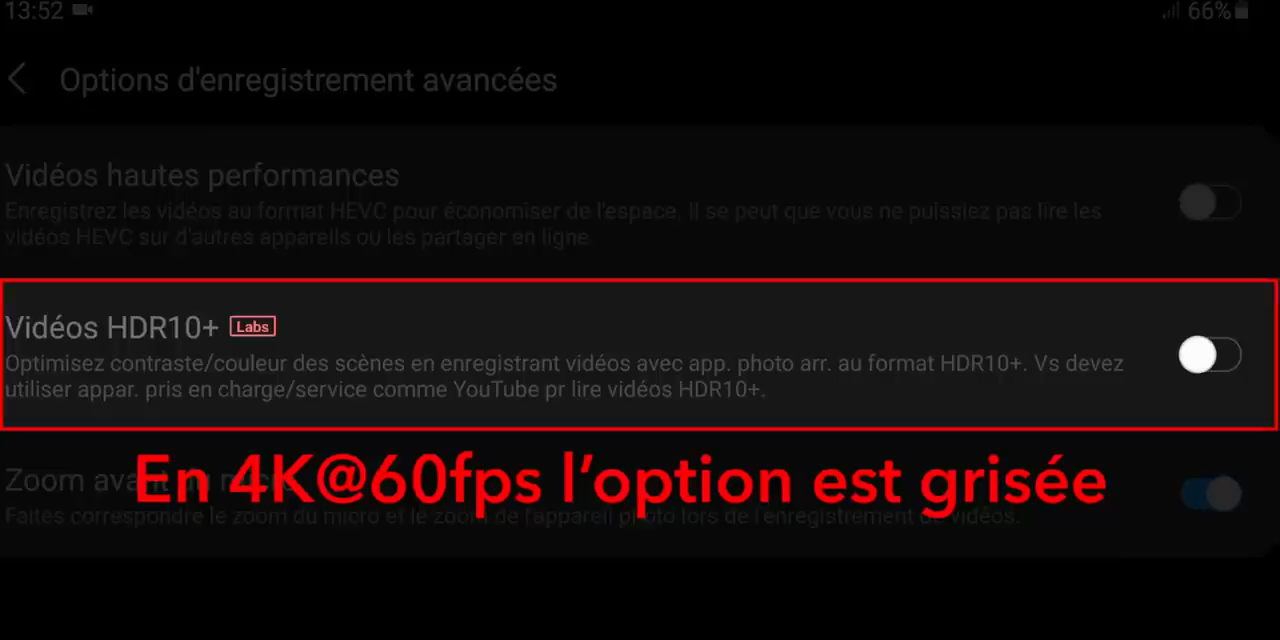 13:52 66%
Options d'enregistrement avancées
Vidéos hautes performances
Enregistrez les vidéos au format HEVC pour économiser de l'espace. Il se peut que vous ne puissiez pas lire les
vidéos HEVC sur d'autres appareils ou les partager en ligne.
Vidéos HDR10+ Labs
Optimisez contraste/couleur des scènes en enregistrant vidéos avec app. photo arr. au format HDR10+. Vs devez
utiliser appar. pris en charge/service comme YouTube pr lire vidéos HDR10+.
En 4K@60fps l’option est grisée
Zoom
Faites correspondre le zoom du micro et le zoom de l'appareil photo lors de l'enregistrement de vidéos.